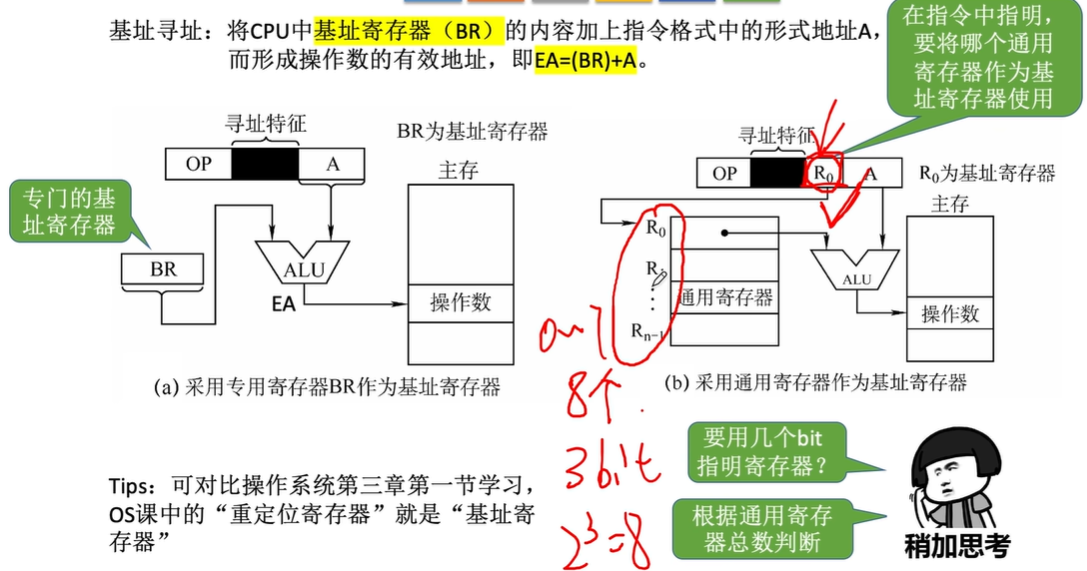 基址寻址：将CPU中基址寄存器（BR）的内容加上指令格式中的形式地址A，
而形成操作数的有效地址，即EA=(BR)+A。
在指令中指明，
要将哪个通用
寄存器作为基
址寄存器使用
寻址特征
BR为基址寄存器
OP
A
主存
专门的基
址寄存器
BR
ALU
EA
操作数
(a) 采用专用寄存器BR作为基址寄存器
寻址特征
OP
R0
A
R0为基址寄存器
主存
R0
R1
⋮
通用寄存器
Rn-1
ALU
操作数
(b) 采用通用寄存器作为基址寄存器
0~7
8个.
3bit
2³=8
要用几个bit
指明寄存器？
根据通用寄存
器总数判断
稍加思考
Tips：可对比操作系统第三章第一节学习，
OS课中的“重定位寄存器”就是“基址寄
存器”